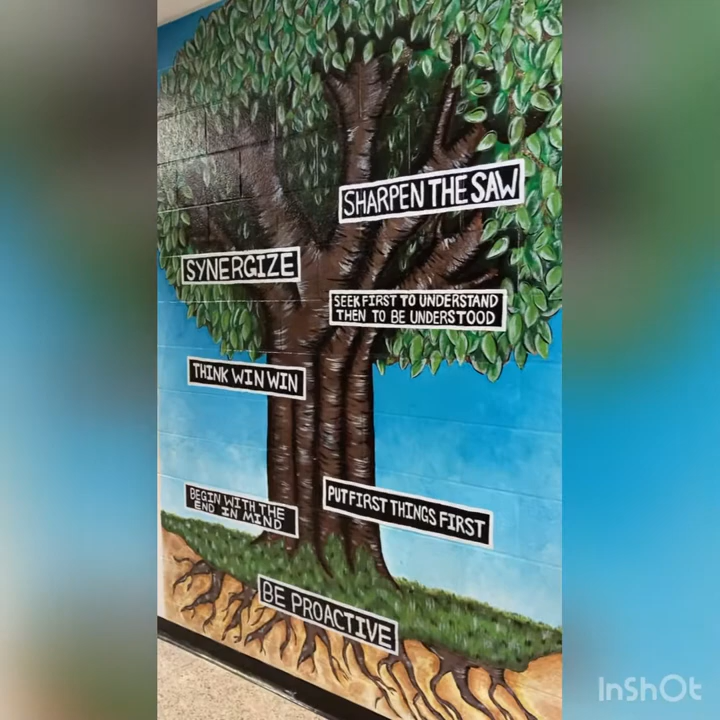 SHARPEN THE SAW
SYNERGIZE
SEEK FIRST TO UNDERSTAND
THEN TO BE UNDERSTOOD
THINK WIN WIN
BEGIN WITH THE
END IN MIND
PUT FIRST THINGS FIRST
BE PROACTIVE
InShOt